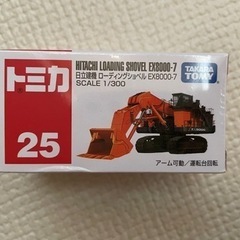 トミカ
25
HITACHI LOADING SHOVEL EX8000-7
日立建機 ローディングショベル EX8000-7
SCALE 1/300
TAKARA TOMY
アーム可動／運転台回転